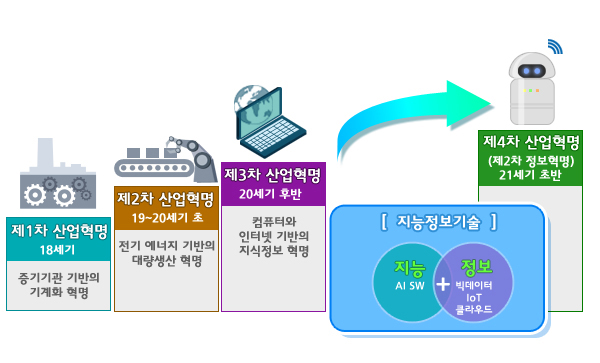 제1차 산업혁명
18세기
증기기관 기반의
기계화 혁명
제2차 산업혁명
19~20세기 초
전기 에너지 기반의
대량생산 혁명
제3차 산업혁명
20세기 후반
컴퓨터와
인터넷 기반의
지식정보 혁명
제4차 산업혁명
(제2차 정보혁명)
21세기 초반
[ 지능정보기술 ]
지능
AI SW
+
정보
빅데이터
IoT
클라우드